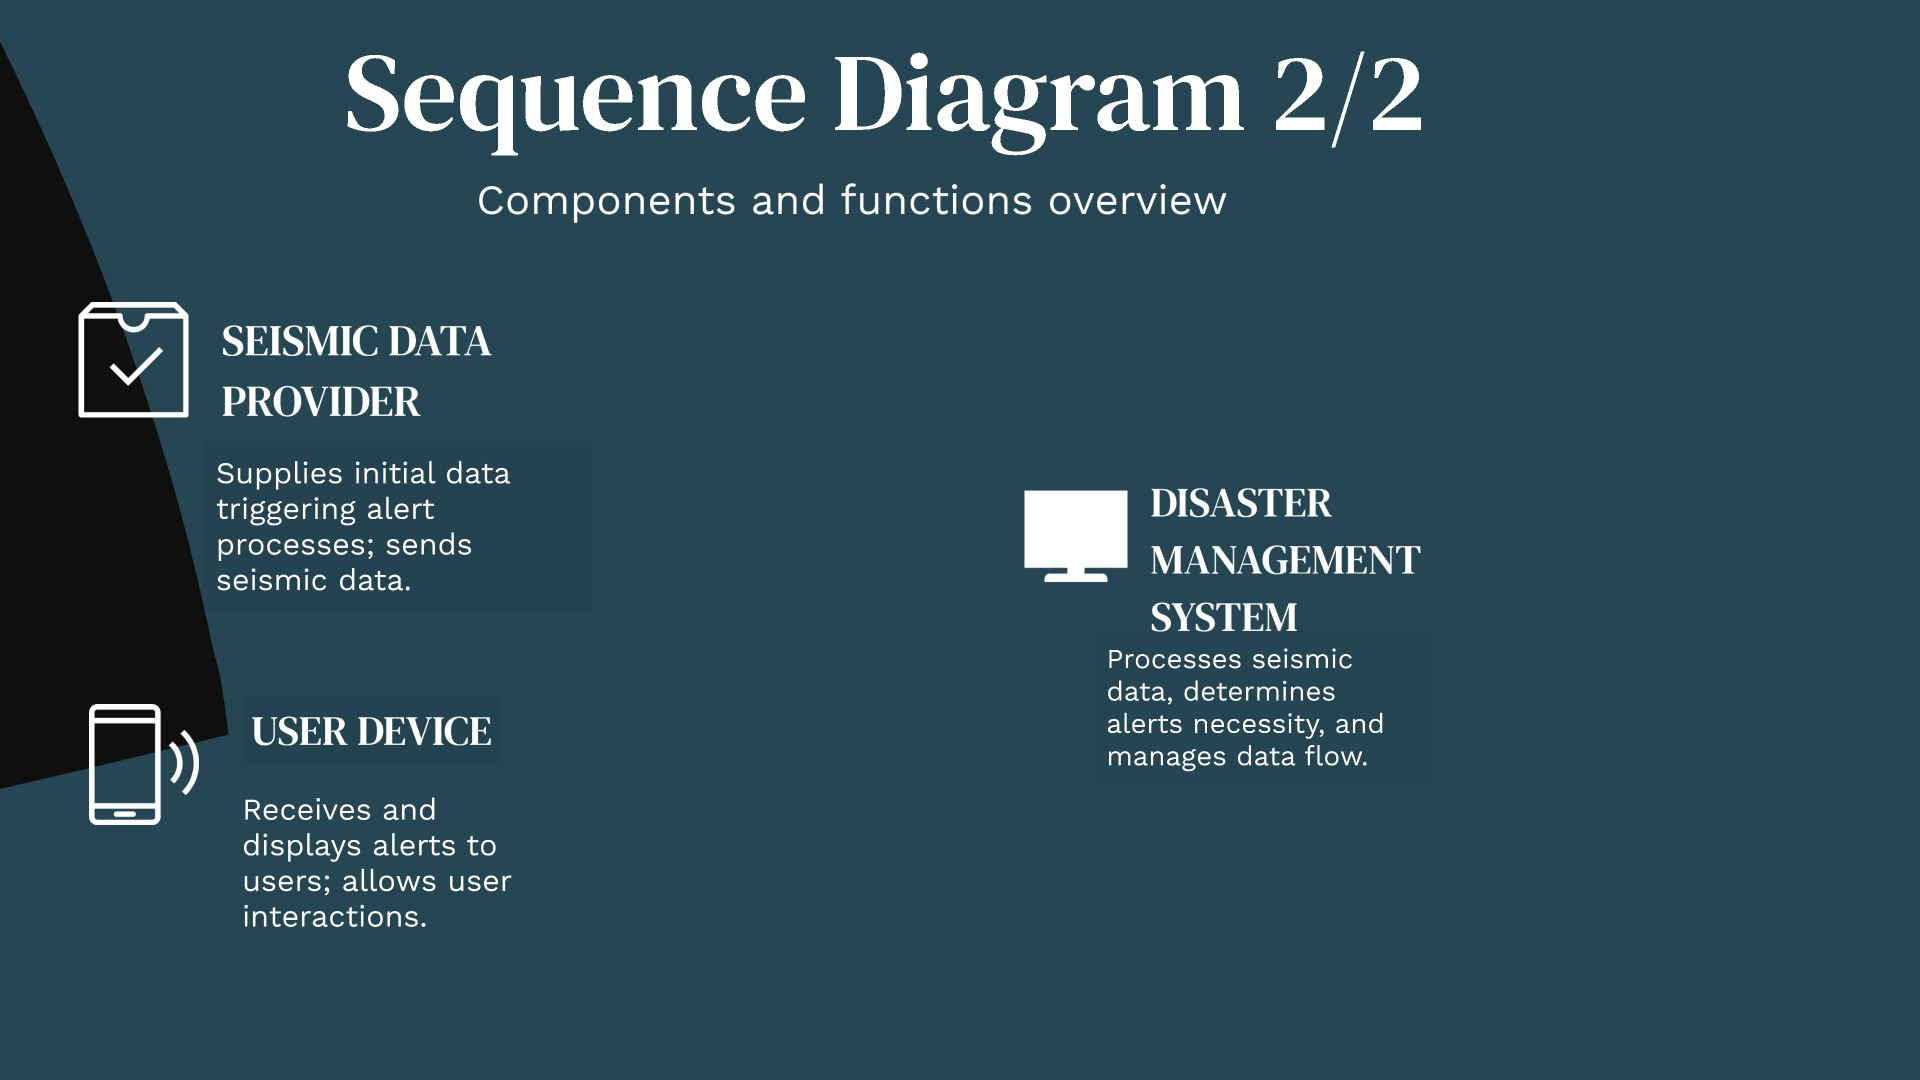 Sequence Diagram 2/2
Components and functions overview
SEISMIC DATA
PROVIDER
Supplies initial data
triggering alert
processes; sends
seismic data.
USER DEVICE
Receives and
displays alerts to
users; allows user
interactions.
DISASTER
MANAGEMENT
SYSTEM
Processes seismic
data, determines
alerts necessity, and
manages data flow.